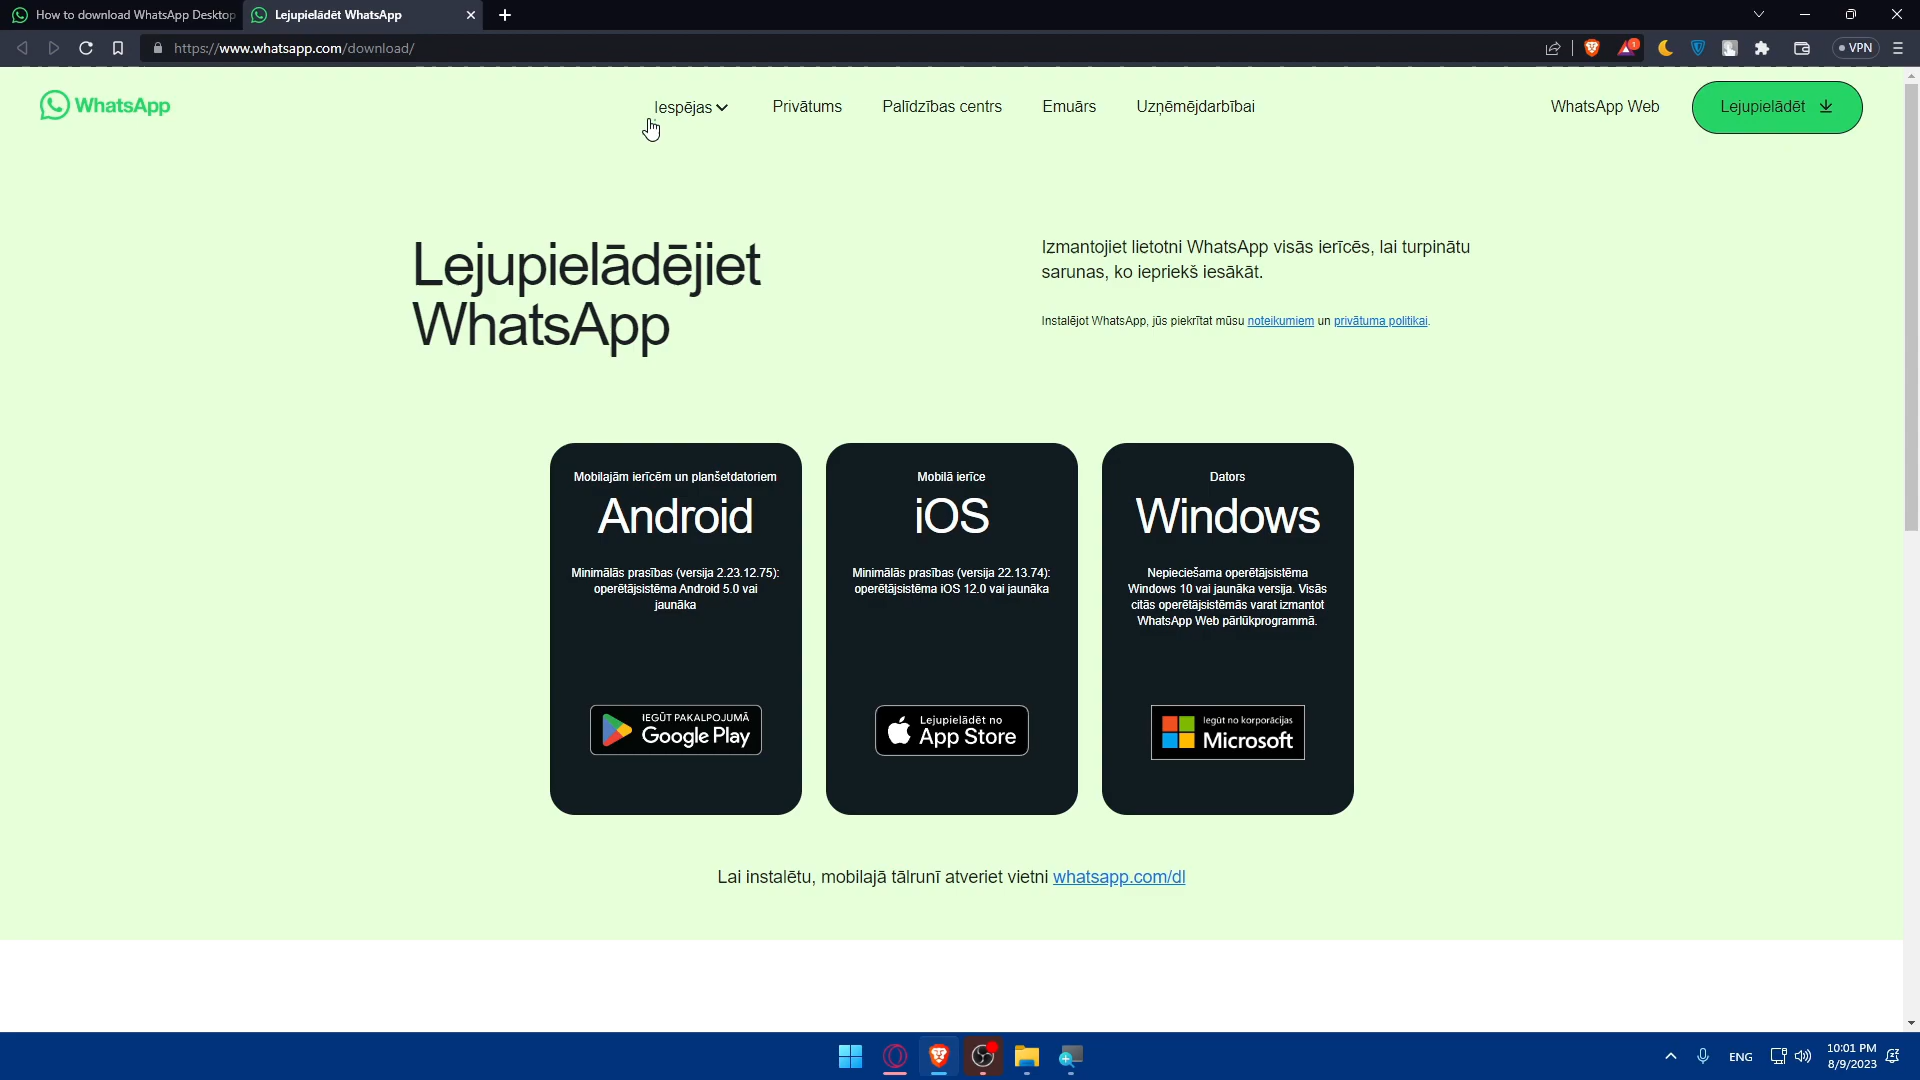 How to download WhatsApp Desktop
Lejupielādēt WhatsApp
https://www.whatsapp.com/download/
1
VPN
WhatsApp
Iespējas
Privātums
Palīdzības centrs
Emuārs
Uzņēmējdarbībai
WhatsApp Web
Lejupielādēt
Lejupielādējiet
WhatsApp
Izmantojiet lietotni WhatsApp visās ierīcēs, lai turpinātu
sarunas, ko iepriekš iesākāt.
Instalējot WhatsApp, jūs piekrītat mūsu noteikumiem un privātuma politikai.
Mobilajām ierīcēm un planšetdatoriem
Android
Minimālās prasības (versija 2.23.12.75):
operētājsistēma Android 5.0 vai
jaunāka
IEGŪT PAKALPOJUMĀ
Google Play
Mobilā ierīce
iOS
Minimālās prasības (versija 22.13.74):
operētājsistēma iOS 12.0 vai jaunāka
Lejupielādēt no
App Store
Dators
Windows
Nepieciešama operētājsistēma
Windows 10 vai jaunāka versija. Visās
citās operētājsistēmās varat izmantot
WhatsApp Web pārlūkprogrammā.
Iegūt no korporācijas
Microsoft
Lai instalētu, mobilajā tālrunī atveriet vietni whatsapp.com/dl
ENG
10:01 PM
8/9/2023